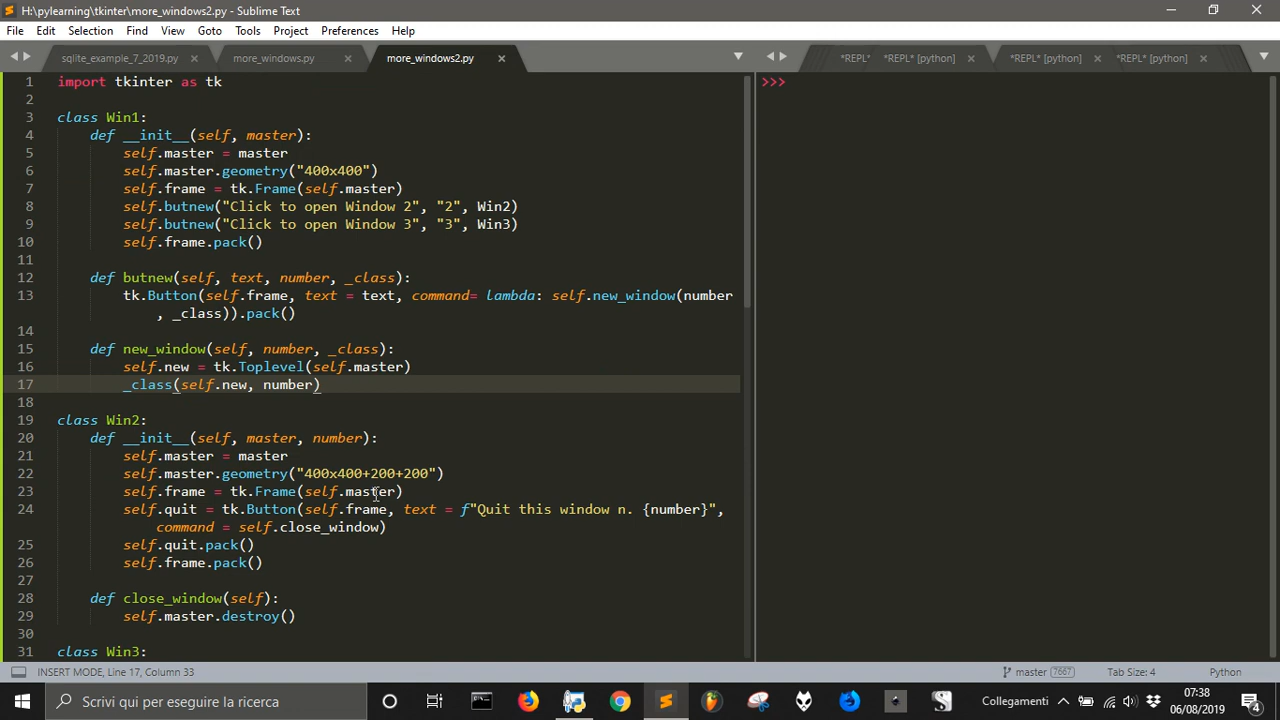 H:\pylearning\tkinter\more_windows2.py - Sublime Text
File Edit Selection Find View Goto Tools Project Preferences Help
sqlite_example_7_2019.py more_windows.py more_windows2.py *REPL* *REPL* [python] *REPL* [python] *REPL* [python]
1 import tkinter as tk
2
3 class Win1:
4 def __init__(self, master):
5 self.master = master
6 self.master.geometry("400x400")
7 self.frame = tk.Frame(self.master)
8 self.butnew("Click to open Window 2", "2", Win2)
9 self.butnew("Click to open Window 3", "3", Win3)
10 self.frame.pack()
11
12 def butnew(self, text, number, _class):
13 tk.Button(self.frame, text = text, command= lambda: self.new_window(number
, _class)).pack()
14
15 def new_window(self, number, _class):
16 self.new = tk.Toplevel(self.master)
17 _class(self.new, number)
18
19 class Win2:
20 def __init__(self, master, number):
21 self.master = master
22 self.master.geometry("400x400+200+200")
23 self.frame = tk.Frame(self.master)
24 self.quit = tk.Button(self.frame, text = f"Quit this window n. {number}",
command = self.close_window)
25 self.quit.pack()
26 self.frame.pack()
27
28 def close_window(self):
29 self.master.destroy()
30
31 class Win3:
>>>
INSERT MODE, Line 17, Column 33 master 7667 Tab Size: 4 Python
Scrivi qui per eseguire la ricerca Collegamenti 07:38
06/08/2019 4